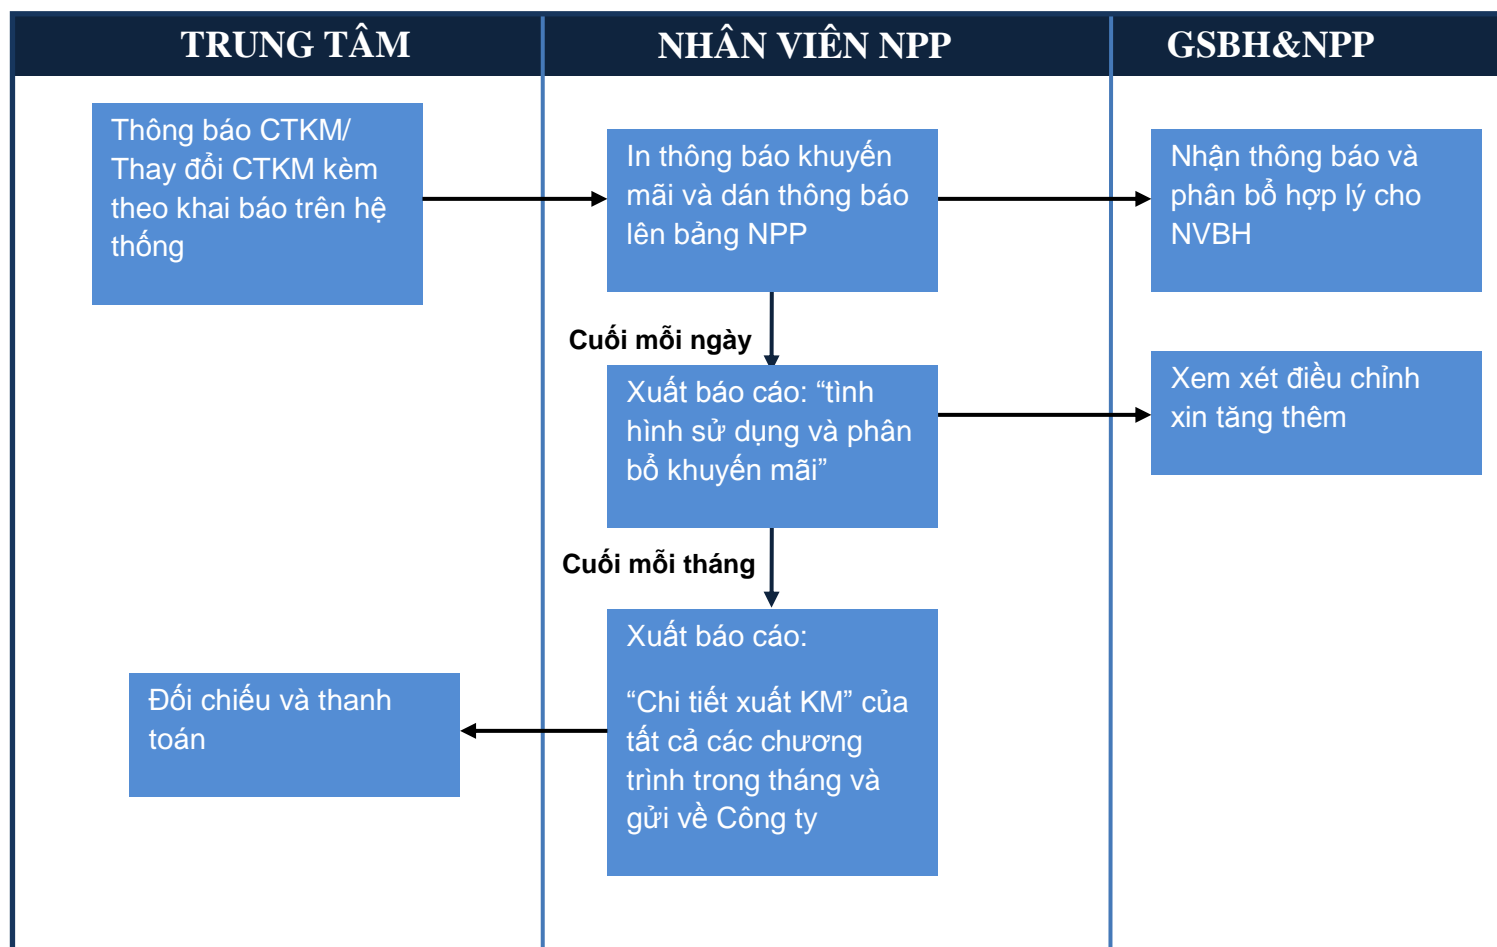 TRUNG TÂM
NHÂN VIÊN NPP
GSBH&NPP
Thông báo CTKM/
Thay đổi CTKM kèm
theo khai báo trên hệ
thống
In thông báo khuyến
mãi và dán thông báo
lên bảng NPP
Nhận thông báo và
phân bổ hợp lý cho
NVBH
Cuối mỗi ngày
Xuất báo cáo: “tình
hình sử dụng và phân
bổ khuyến mãi”
Xem xét điều chỉnh
xin tăng thêm
Cuối mỗi tháng
Xuất báo cáo:
“Chi tiết xuất KM” của
tất cả các chương
trình trong tháng và
gửi về Công ty
Đối chiếu và thanh
toán